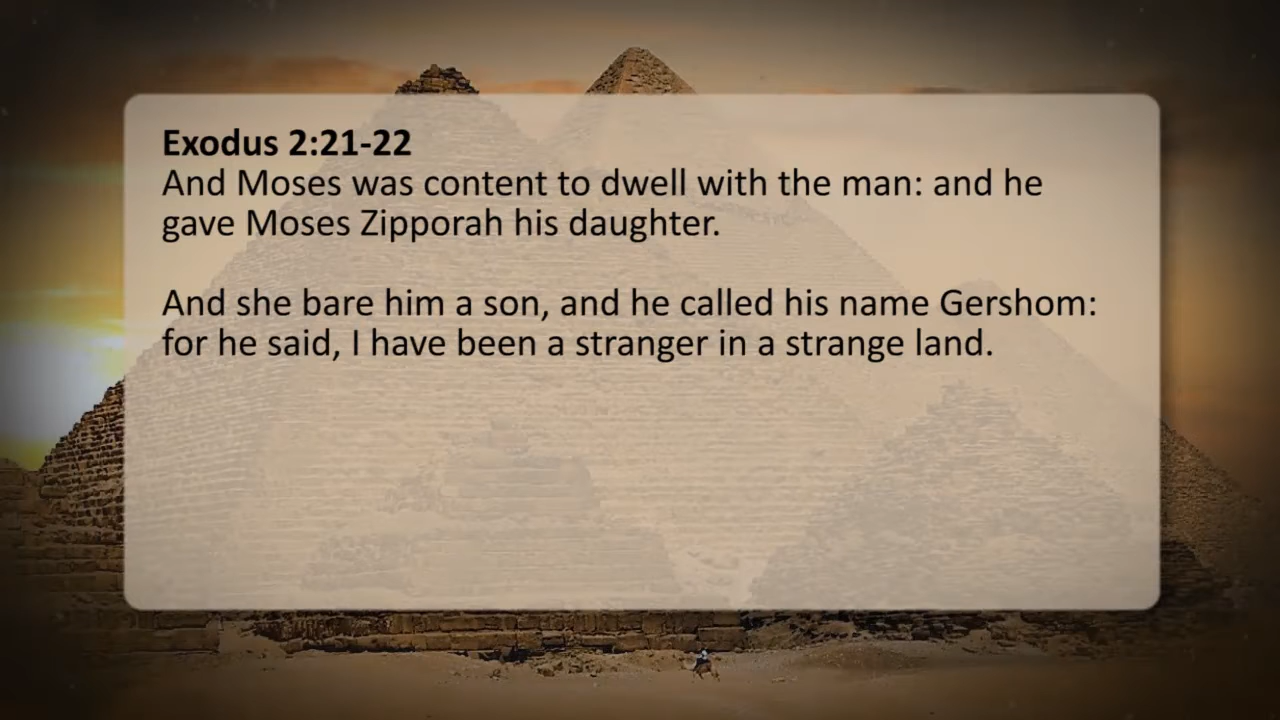 Exodus 2:21-22
And Moses was content to dwell with the man: and he
gave Moses Zipporah his daughter.
And she bare him a son, and he called his name Gershom:
for he said, I have been a stranger in a strange land.